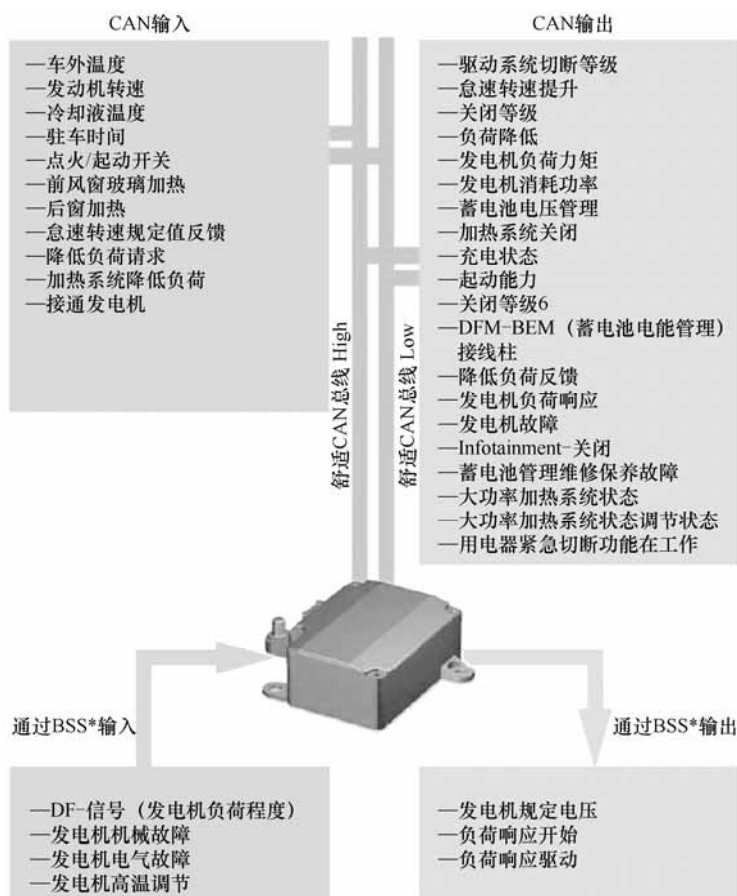 CAN输入
—车外温度
—发动机转速
—冷却液温度
—驻车时间
—点火/起动开关
—前风窗玻璃加热
—后窗加热
—怠速转速规定值反馈
—降低负荷请求
—加热系统降低负荷
—接通发电机
舒适CAN总线 High
舒适CAN总线 Low
CAN输出
—驱动系统切断等级
—怠速转速提升
—关闭等级
—负荷降低
—发电机负荷力矩
—发电机消耗功率
—蓄电池电压管理
—加热系统关闭
—充电状态
—起动能力
—关闭等级6
—DFM-BEM（蓄电池电能管理）
接线柱
—降低负荷反馈
—发电机负荷响应
—发电机故障
—Infotainment-关闭
—蓄电池管理维修保养故障
—大功率加热系统状态
—大功率加热系统状态调节状态
—用电器紧急切断功能在工作
通过BSS*输入
—DF-信号（发电机负荷程度）
—发电机机械故障
—发电机电气故障
—发电机高温调节
通过BSS*输出
—发电机规定电压
—负荷响应开始
—负荷响应驱动